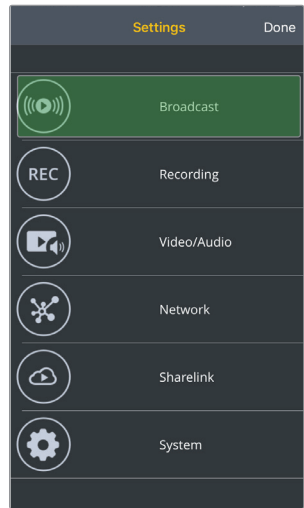 Settings Done
Broadcast
REC Recording
Video/Audio
Network
Sharelink
System